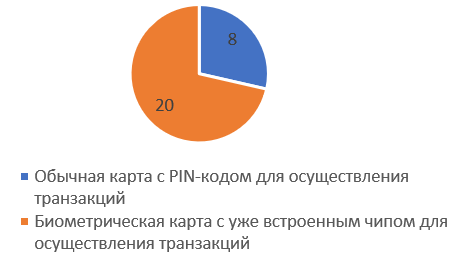 8
20
Обычная карта с PIN-кодом для осуществления
транзакций
Биометрическая карта с уже встроенным чипом для
осуществления транзакций